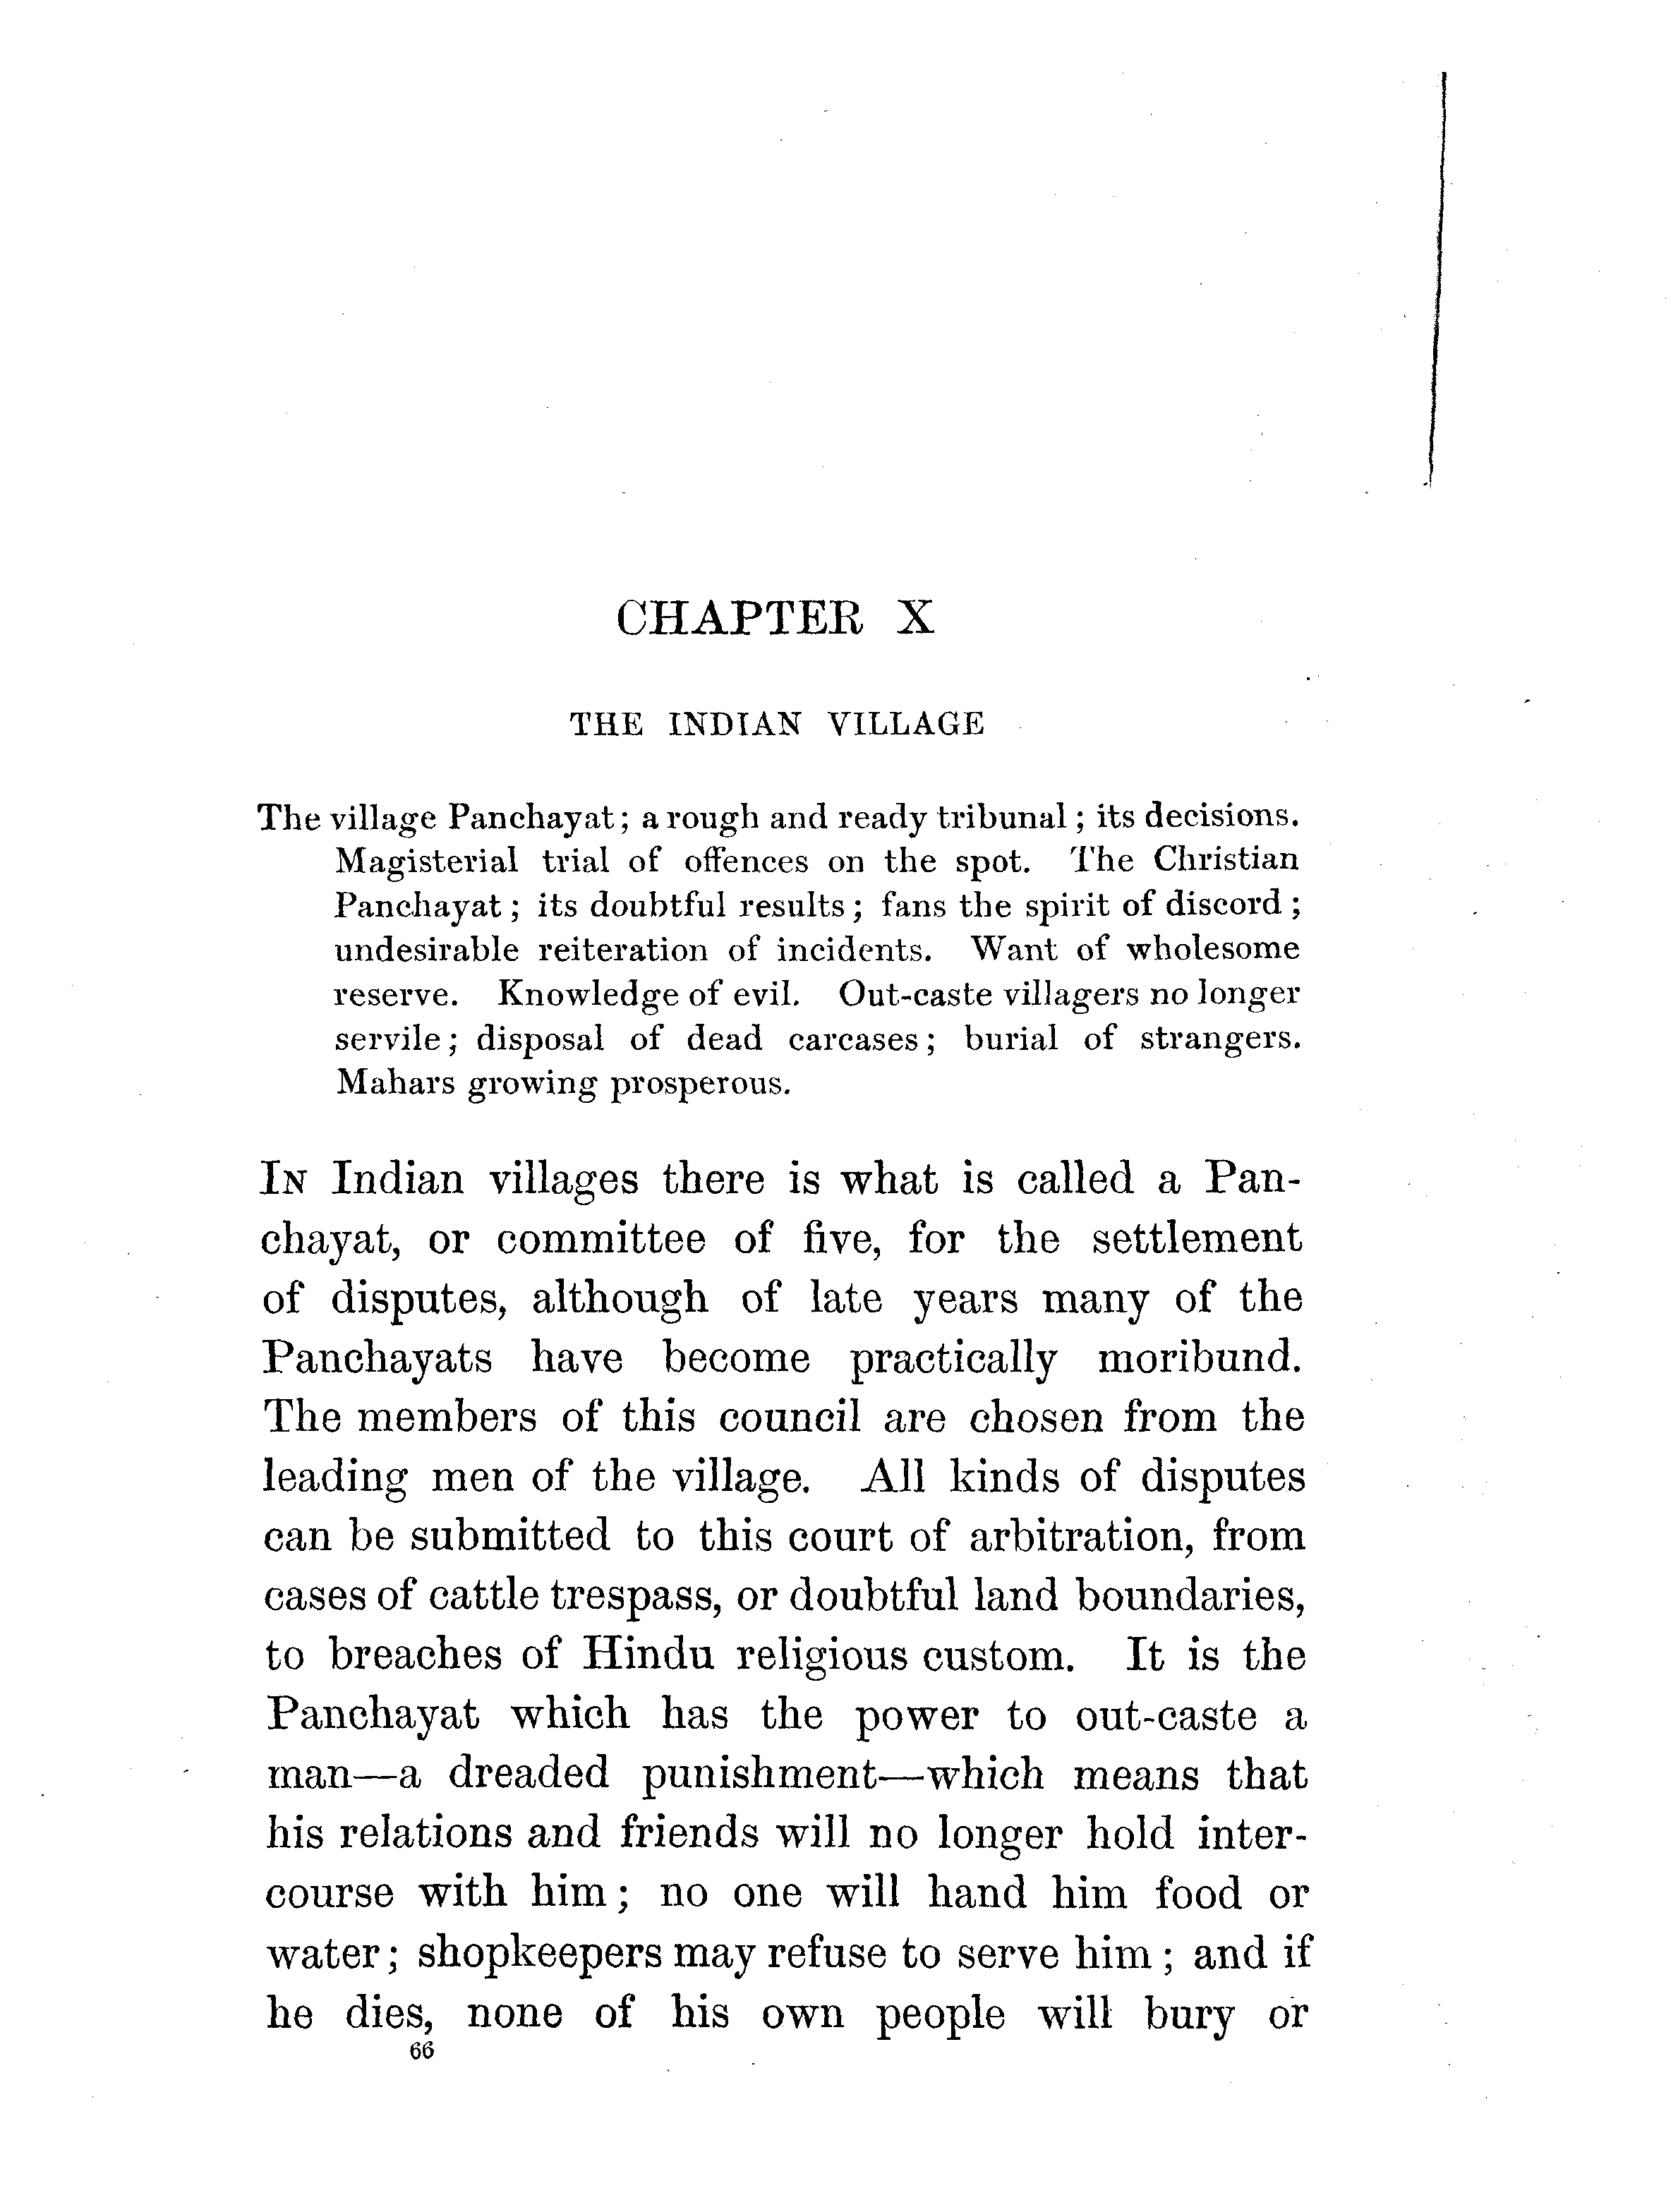 CHAPTER X
THE INDIAN VILLAGE
The village Panchayat; a rough and ready tribunal; its decisions.
Magisterial trial of offences on the spot. The Christian
Panchayat; its doubtful results; fans the spirit of discord;
undesirable reiteration of incidents. Want of wholesome
reserve. Knowledge of evil. Out-caste villagers no longer
servile; disposal of dead carcases; burial of strangers.
Mahars growing prosperous.
IN Indian villages there is what is called a Pan-
chayat, or committee of five, for the settlement
of disputes, although of late years many of the
Panchayats have become practically moribund.
The members of this council are chosen from the
leading men of the village. All kinds of disputes
can be submitted to this court of arbitration, from
cases of cattle trespass, or doubtful land boundaries,
to breaches of Hindu religious custom. It is the
Panchayat which has the power to out-caste a
man—a dreaded punishment—which means that
his relations and friends will no longer hold inter-
course with him; no one will hand him food or
water; shopkeepers may refuse to serve him; and if
he dies, none of his own people will bury or
66